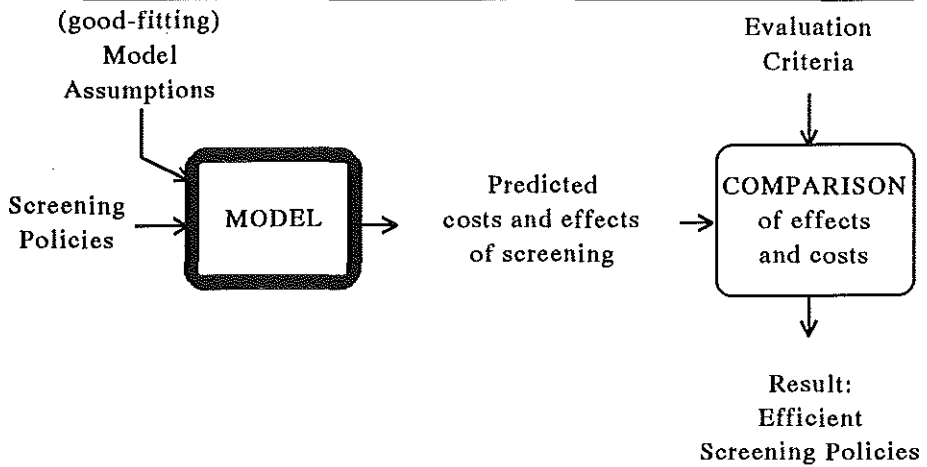 (good-fitting)
Model
Assumptions
Evaluation
Criteria
Screening
Policies
MODEL
Predicted
costs and effects
of screening
COMPARISON
of effects
and costs
Result:
Efficient
Screening Policies